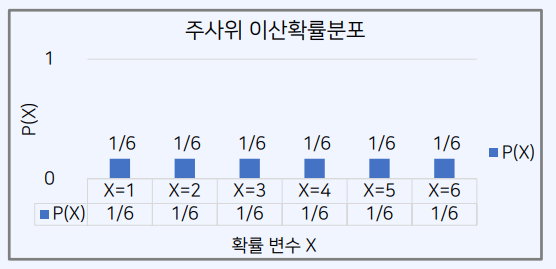 주사위 이산확률분포
1
P(X)
1/6 1/6 1/6 1/6 1/6 1/6
P(X)
0
X=1 X=2 X=3 X=4 X=5 X=6
P(X) 1/6 1/6 1/6 1/6 1/6 1/6
확률 변수 X